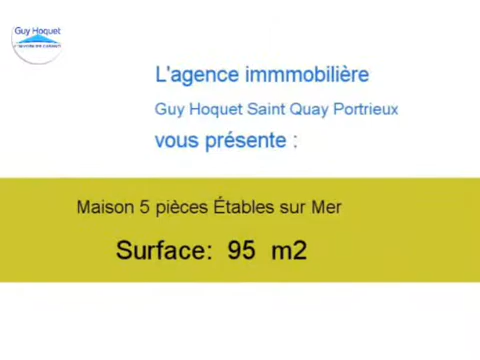 Guy Hoquet
L'agence immmobilière
Guy Hoquet Saint Quay Portrieux
vous présente :
Maison 5 pièces Étables sur Mer
Surface: 95 m2